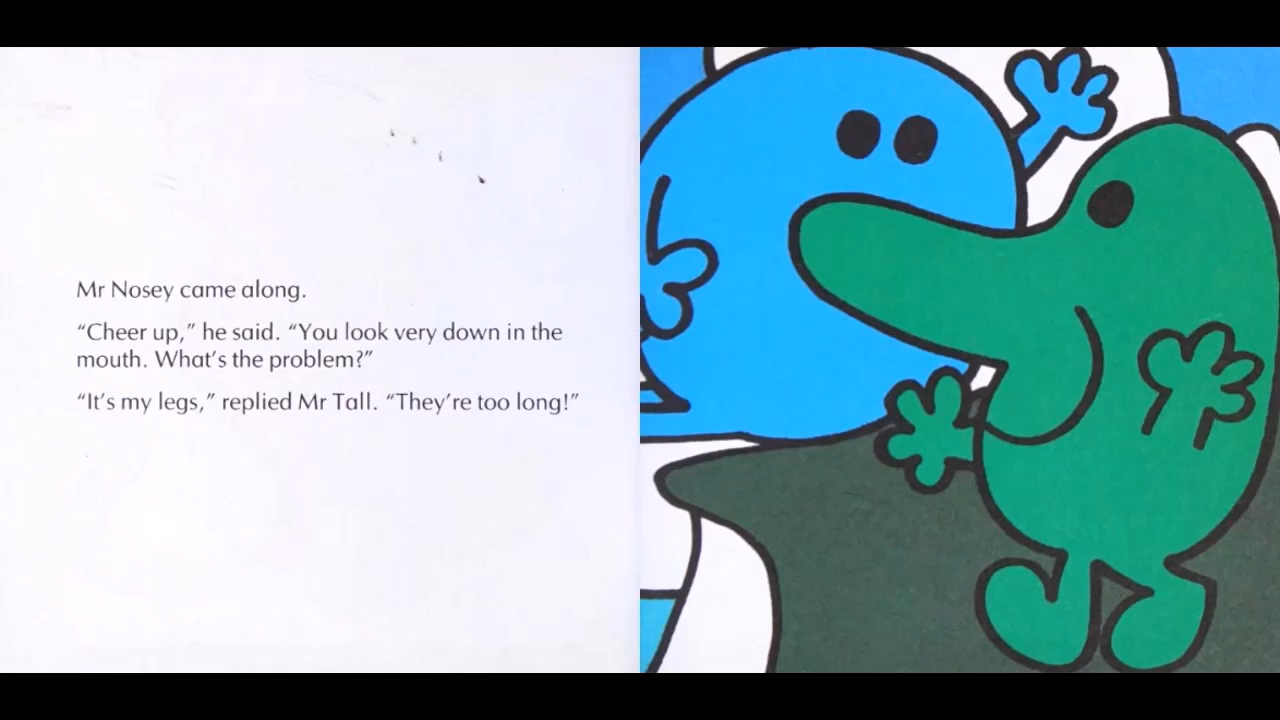 Mr Nosey came along.
“Cheer up,” he said. “You look very down in the
mouth. What’s the problem?”
“It’s my legs,” replied Mr Tall. “They’re too long!”